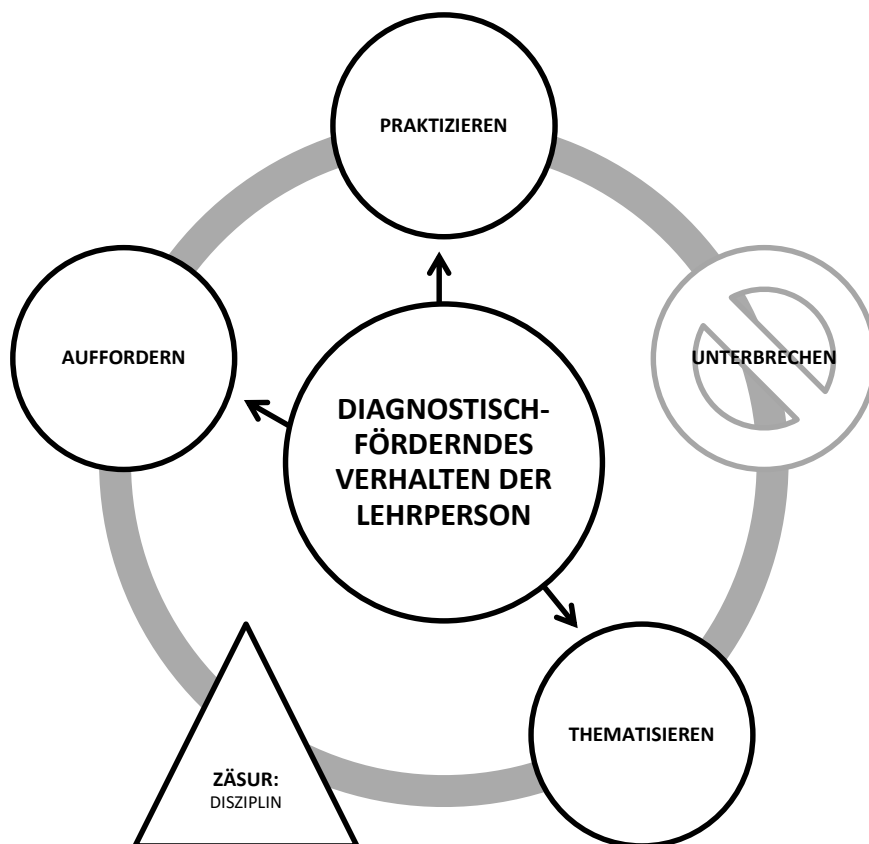 PRAKTIZIEREN
AUFFORDERN
UNTERBRECHEN
DIAGNOSTISCH-
FÖRDERNDES
VERHALTEN DER
LEHRPERSON
THEMATISIEREN
ZÄSUR:
DISZIPLIN